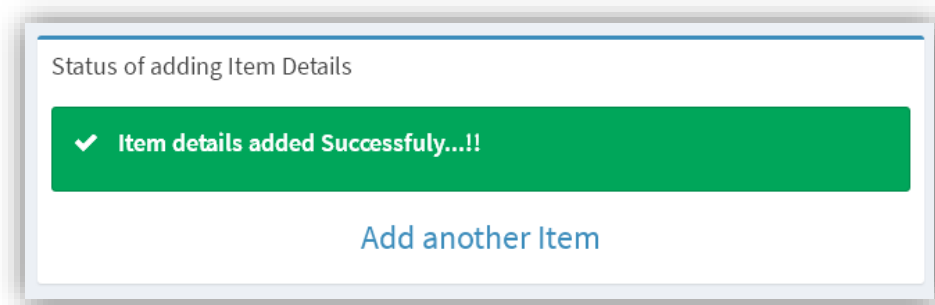 Status of adding Item Details
Item details added Successfuly...!!
Add another Item